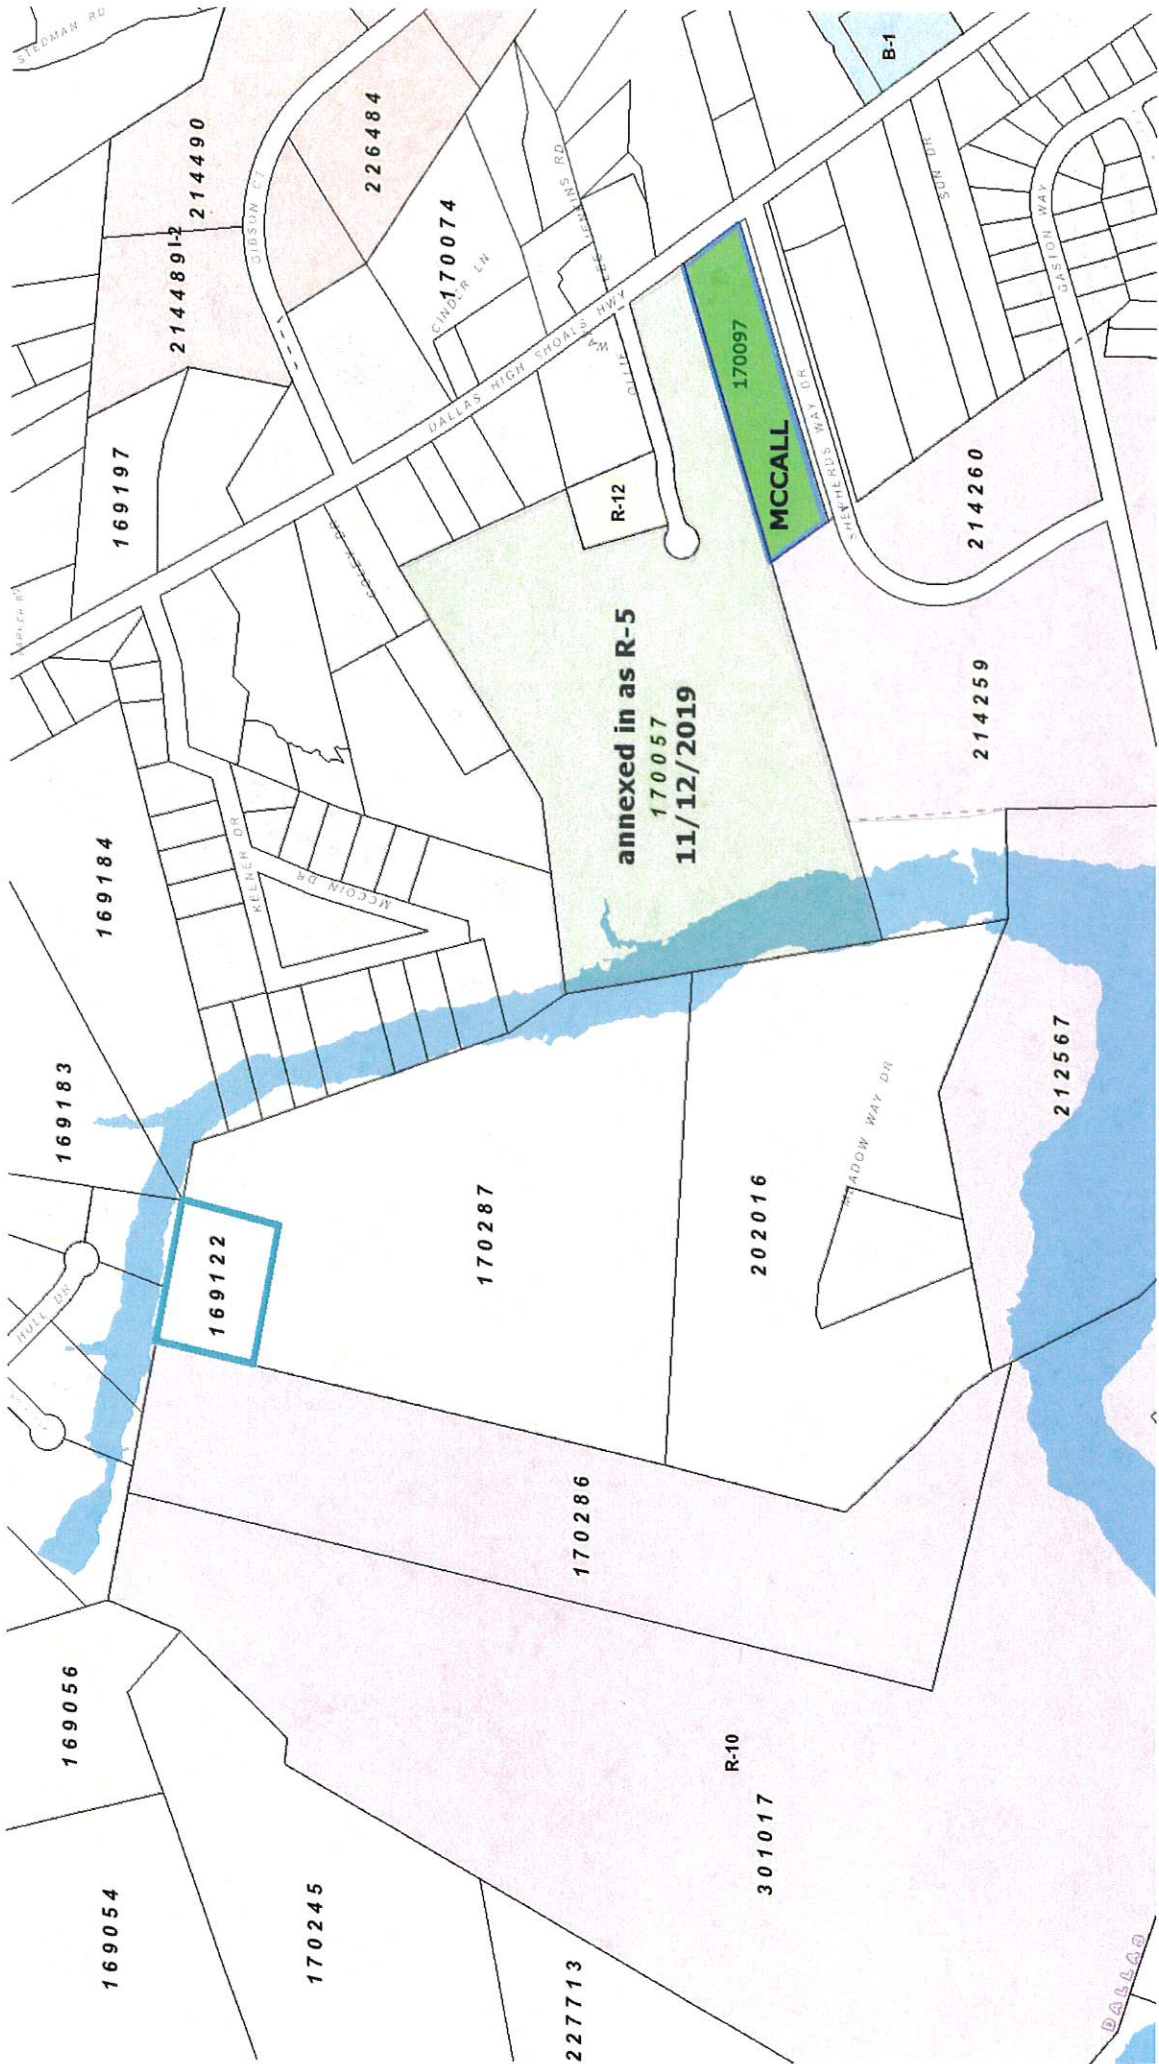 STEDMAN RD
214490
214489
I-2
GIBSON CT
226484
170074
CINDER LN
169197
DALLAS HIGH SHOALS HWY
B-1
SUN DR
GASTON WAY
170097
MCCALL
SHEPHERDS WAY DR
OLLIE
R-12
214260
214259
annexed in as R-5
170057
11/12/2019
169184
KEENER DR
MCCOIN DR
169183
HULL DR
169122
170287
202016
MEADOW WAY DR
212567
170286
R-10
301017
169056
169054
170245
227713
DALLAS